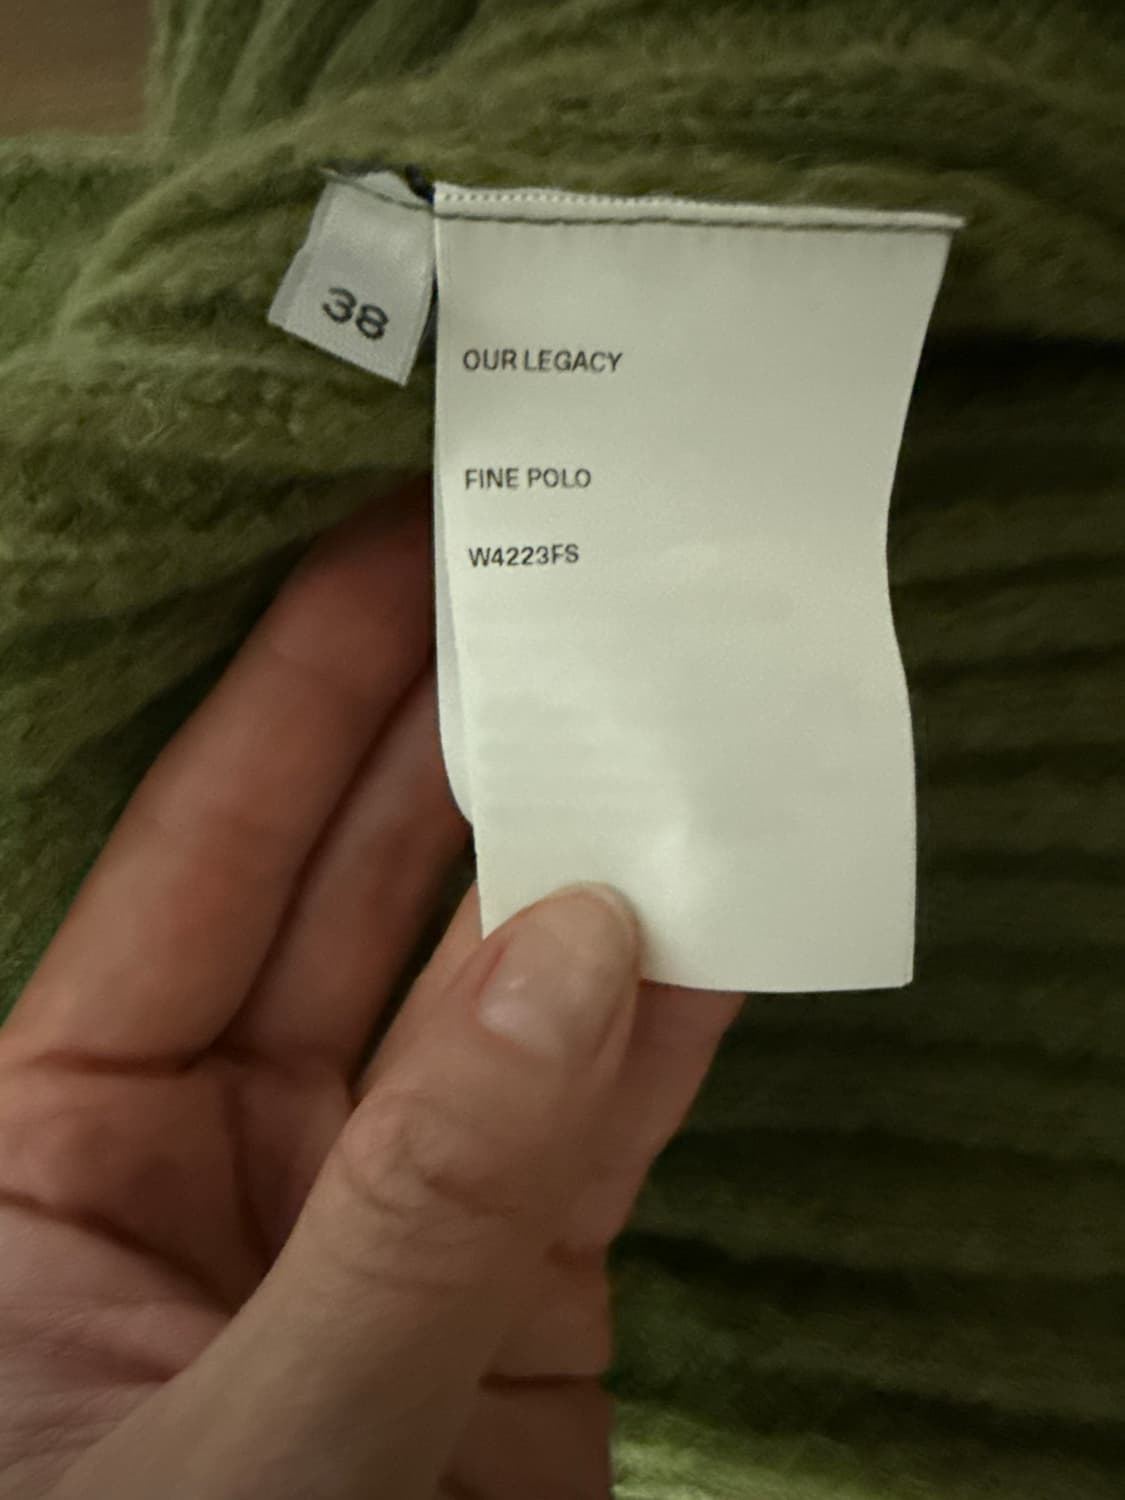 38
OUR LEGACY
FINE POLO
W4223FS